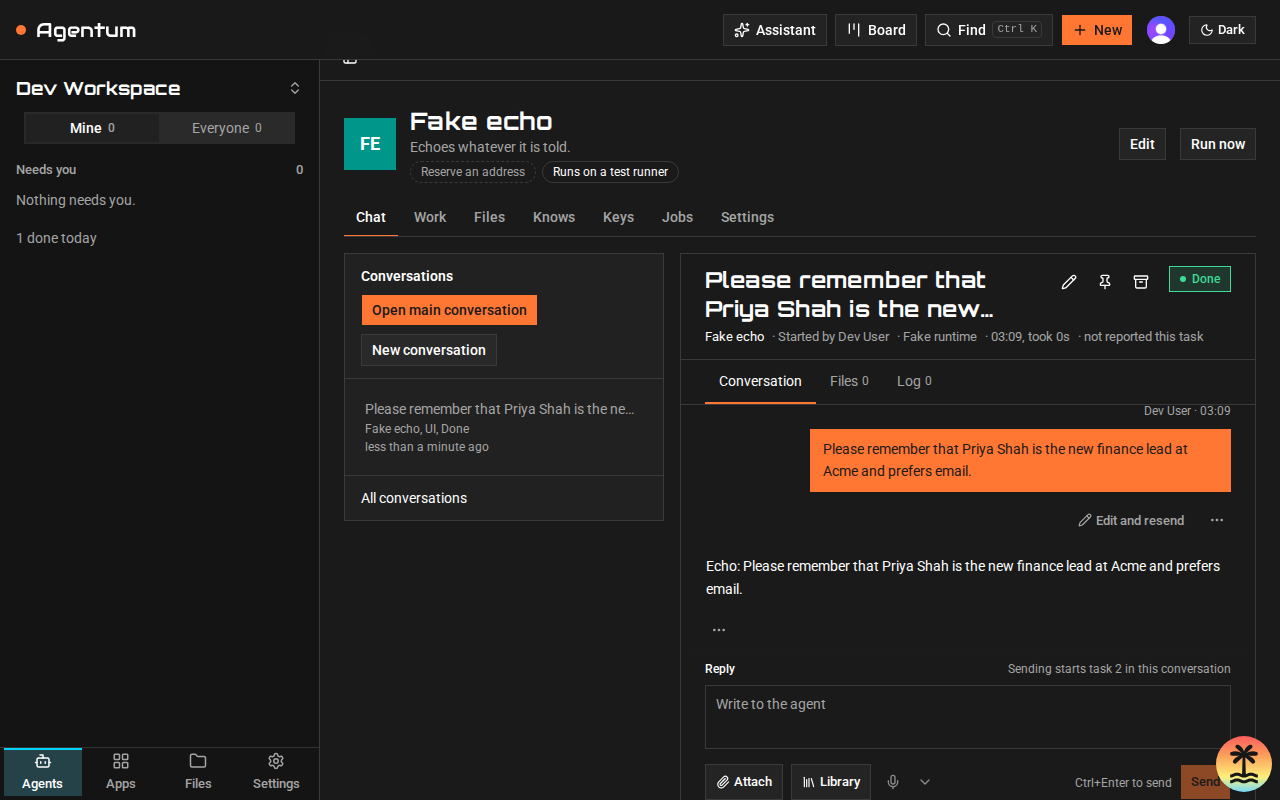 Agentum
Assistant
Board
Find Ctrl K
New
Dark
Dev Workspace
Mine 0
Everyone 0
Needs you 0
Nothing needs you.
1 done today
FE
Fake echo
Echoes whatever it is told.
Reserve an address
Runs on a test runner
Edit
Run now
Chat
Work
Files
Knows
Keys
Jobs
Settings
Conversations
Open main conversation
New conversation
Please remember that Priya Shah is the ne...
Fake echo, UI, Done
less than a minute ago
All conversations
Please remember that
Priya Shah is the new...
Done
Fake echo · Started by Dev User · Fake runtime · 03:09, took 0s · not reported this task
Conversation
Files 0
Log 0
Dev User · 03:09
Please remember that Priya Shah is the new finance lead at
Acme and prefers email.
Edit and resend
Echo: Please remember that Priya Shah is the new finance lead at Acme and prefers
email.
Reply
Sending starts task 2 in this conversation
Write to the agent
Attach
Library
Ctrl+Enter to send
Send
Agents
Apps
Files
Settings